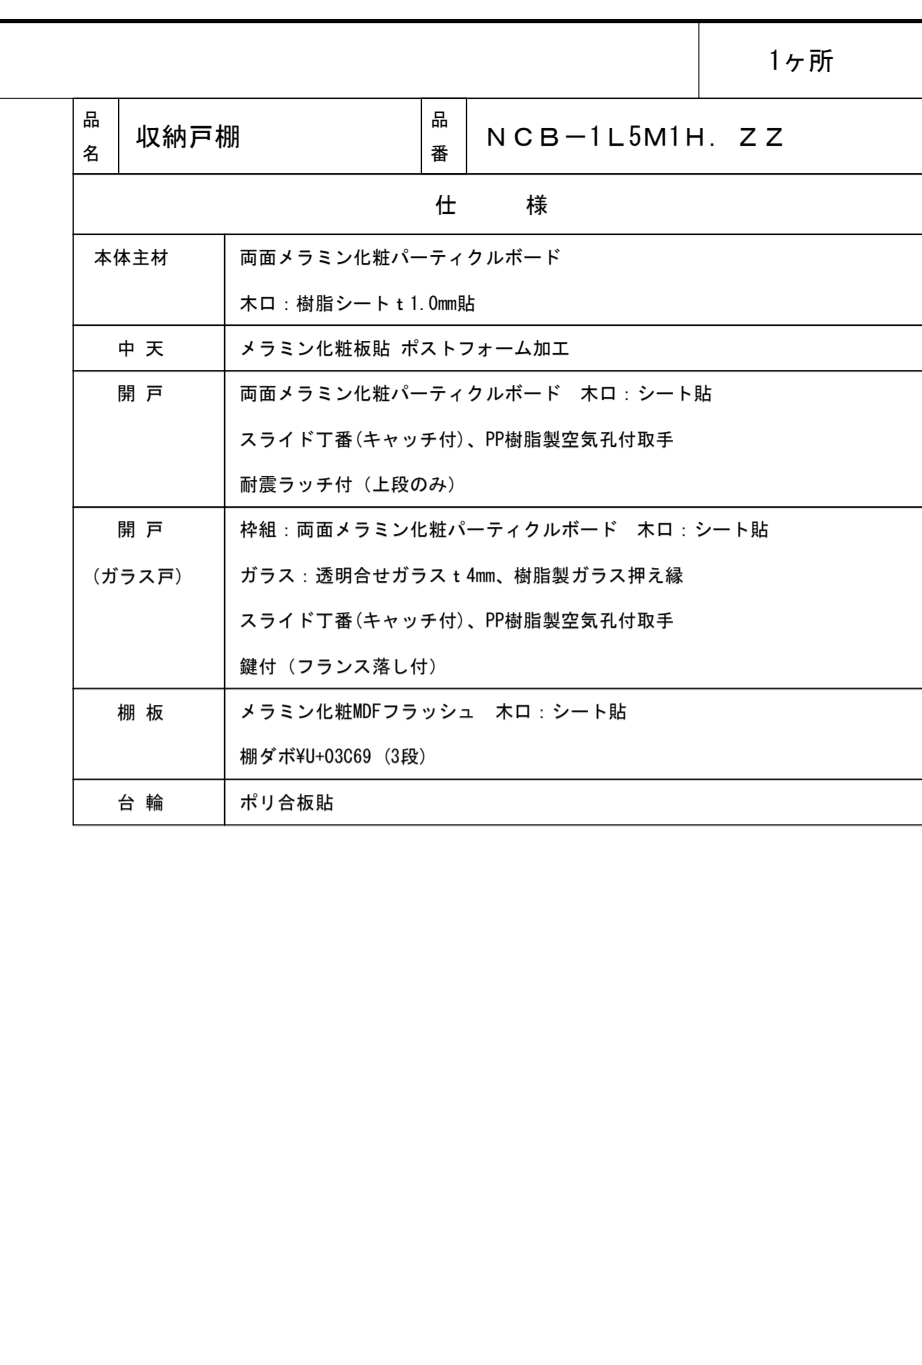 1ヶ所
品名 収納戸棚 品番 ＮＣＢ－1Ｌ5M1Ｈ．ＺＺ
仕 様
本体主材 両面メラミン化粧パーティクルボード
木口：樹脂シートｔ1.0㎜貼
中 天 メラミン化粧板貼 ポストフォーム加工
開 戸 両面メラミン化粧パーティクルボード 木口：シート貼
スライド丁番(キャッチ付)、PP樹脂製空気孔付取手
耐震ラッチ付（上段のみ）
開 戸 枠組：両面メラミン化粧パーティクルボード 木口：シート貼
（ガラス戸） ガラス：透明合せガラスｔ4㎜、樹脂製ガラス押え縁
スライド丁番(キャッチ付)、PP樹脂製空気孔付取手
鍵付（フランス落し付）
棚 板 メラミン化粧MDFフラッシュ 木口：シート貼
棚ダボ¥U+03C69（3段）
台 輪 ポリ合板貼